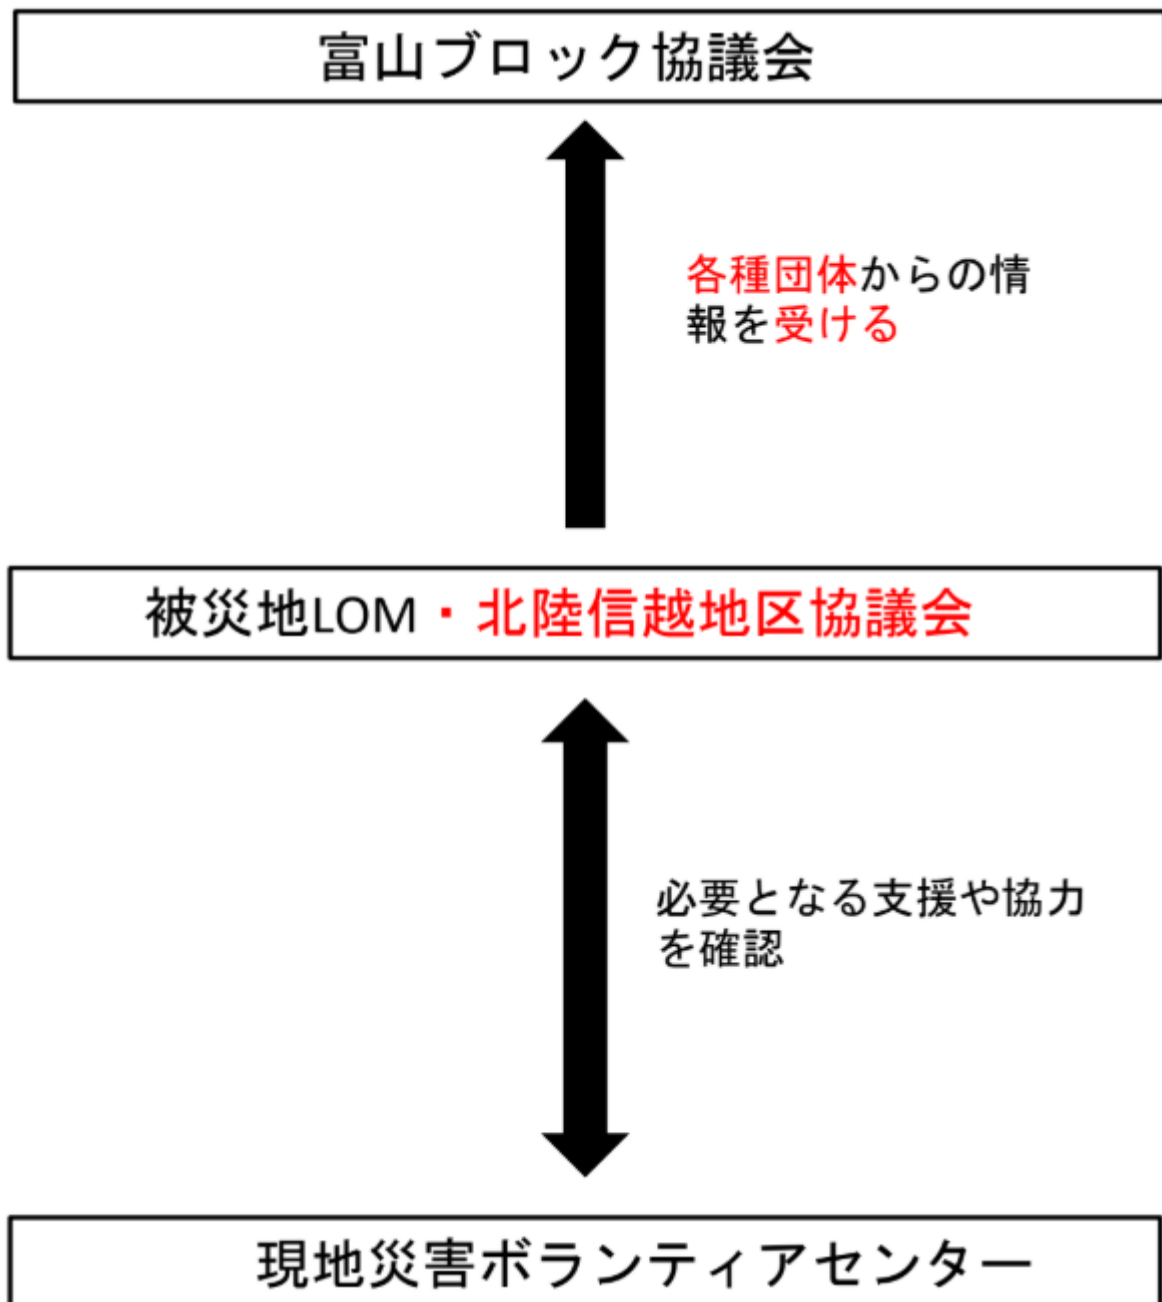 富山ブロック協議会
各種団体からの情
報を受ける
被災地LOM・北陸信越地区協議会
必要となる支援や協力
を確認
現地災害ボランティアセンター